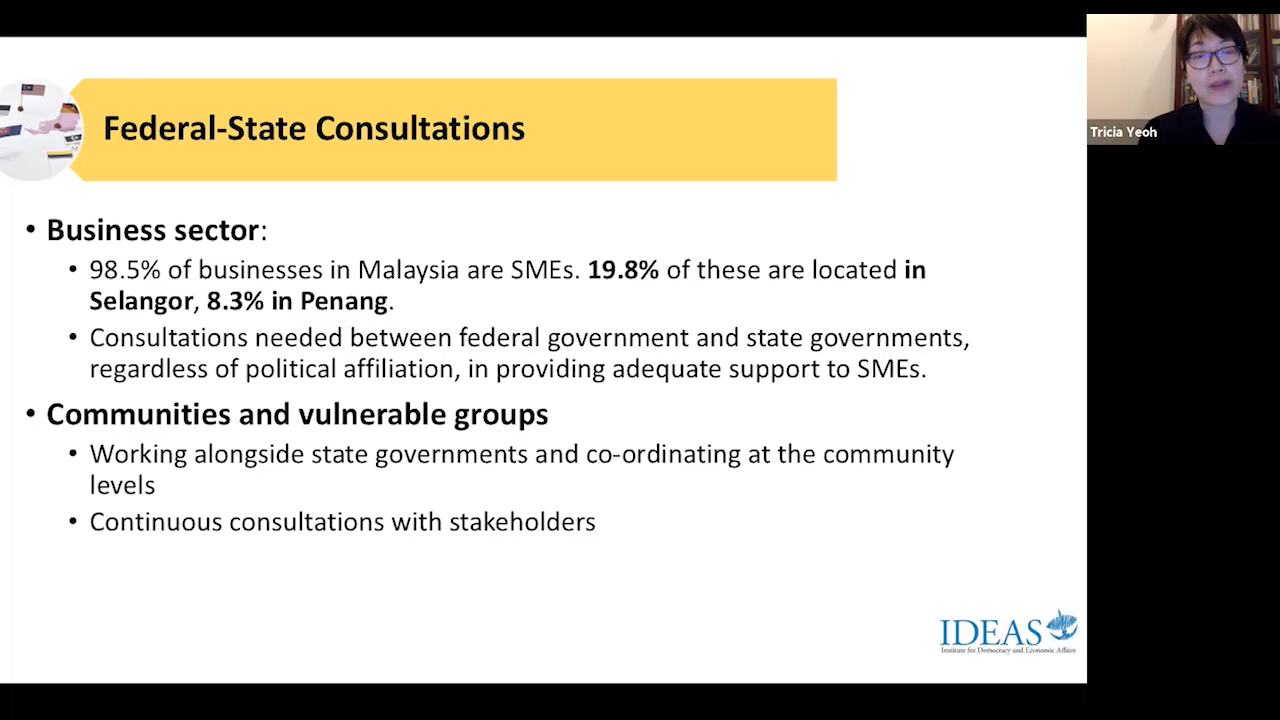 Federal-State Consultations
• Business sector:
• 98.5% of businesses in Malaysia are SMEs. 19.8% of these are located in
Selangor, 8.3% in Penang.
• Consultations needed between federal government and state governments,
regardless of political affiliation, in providing adequate support to SMEs.
• Communities and vulnerable groups
• Working alongside state governments and co-ordinating at the community
levels
• Continuous consultations with stakeholders
IDEAS
Institute for Democracy and Economic Affairs
Tricia Yeoh